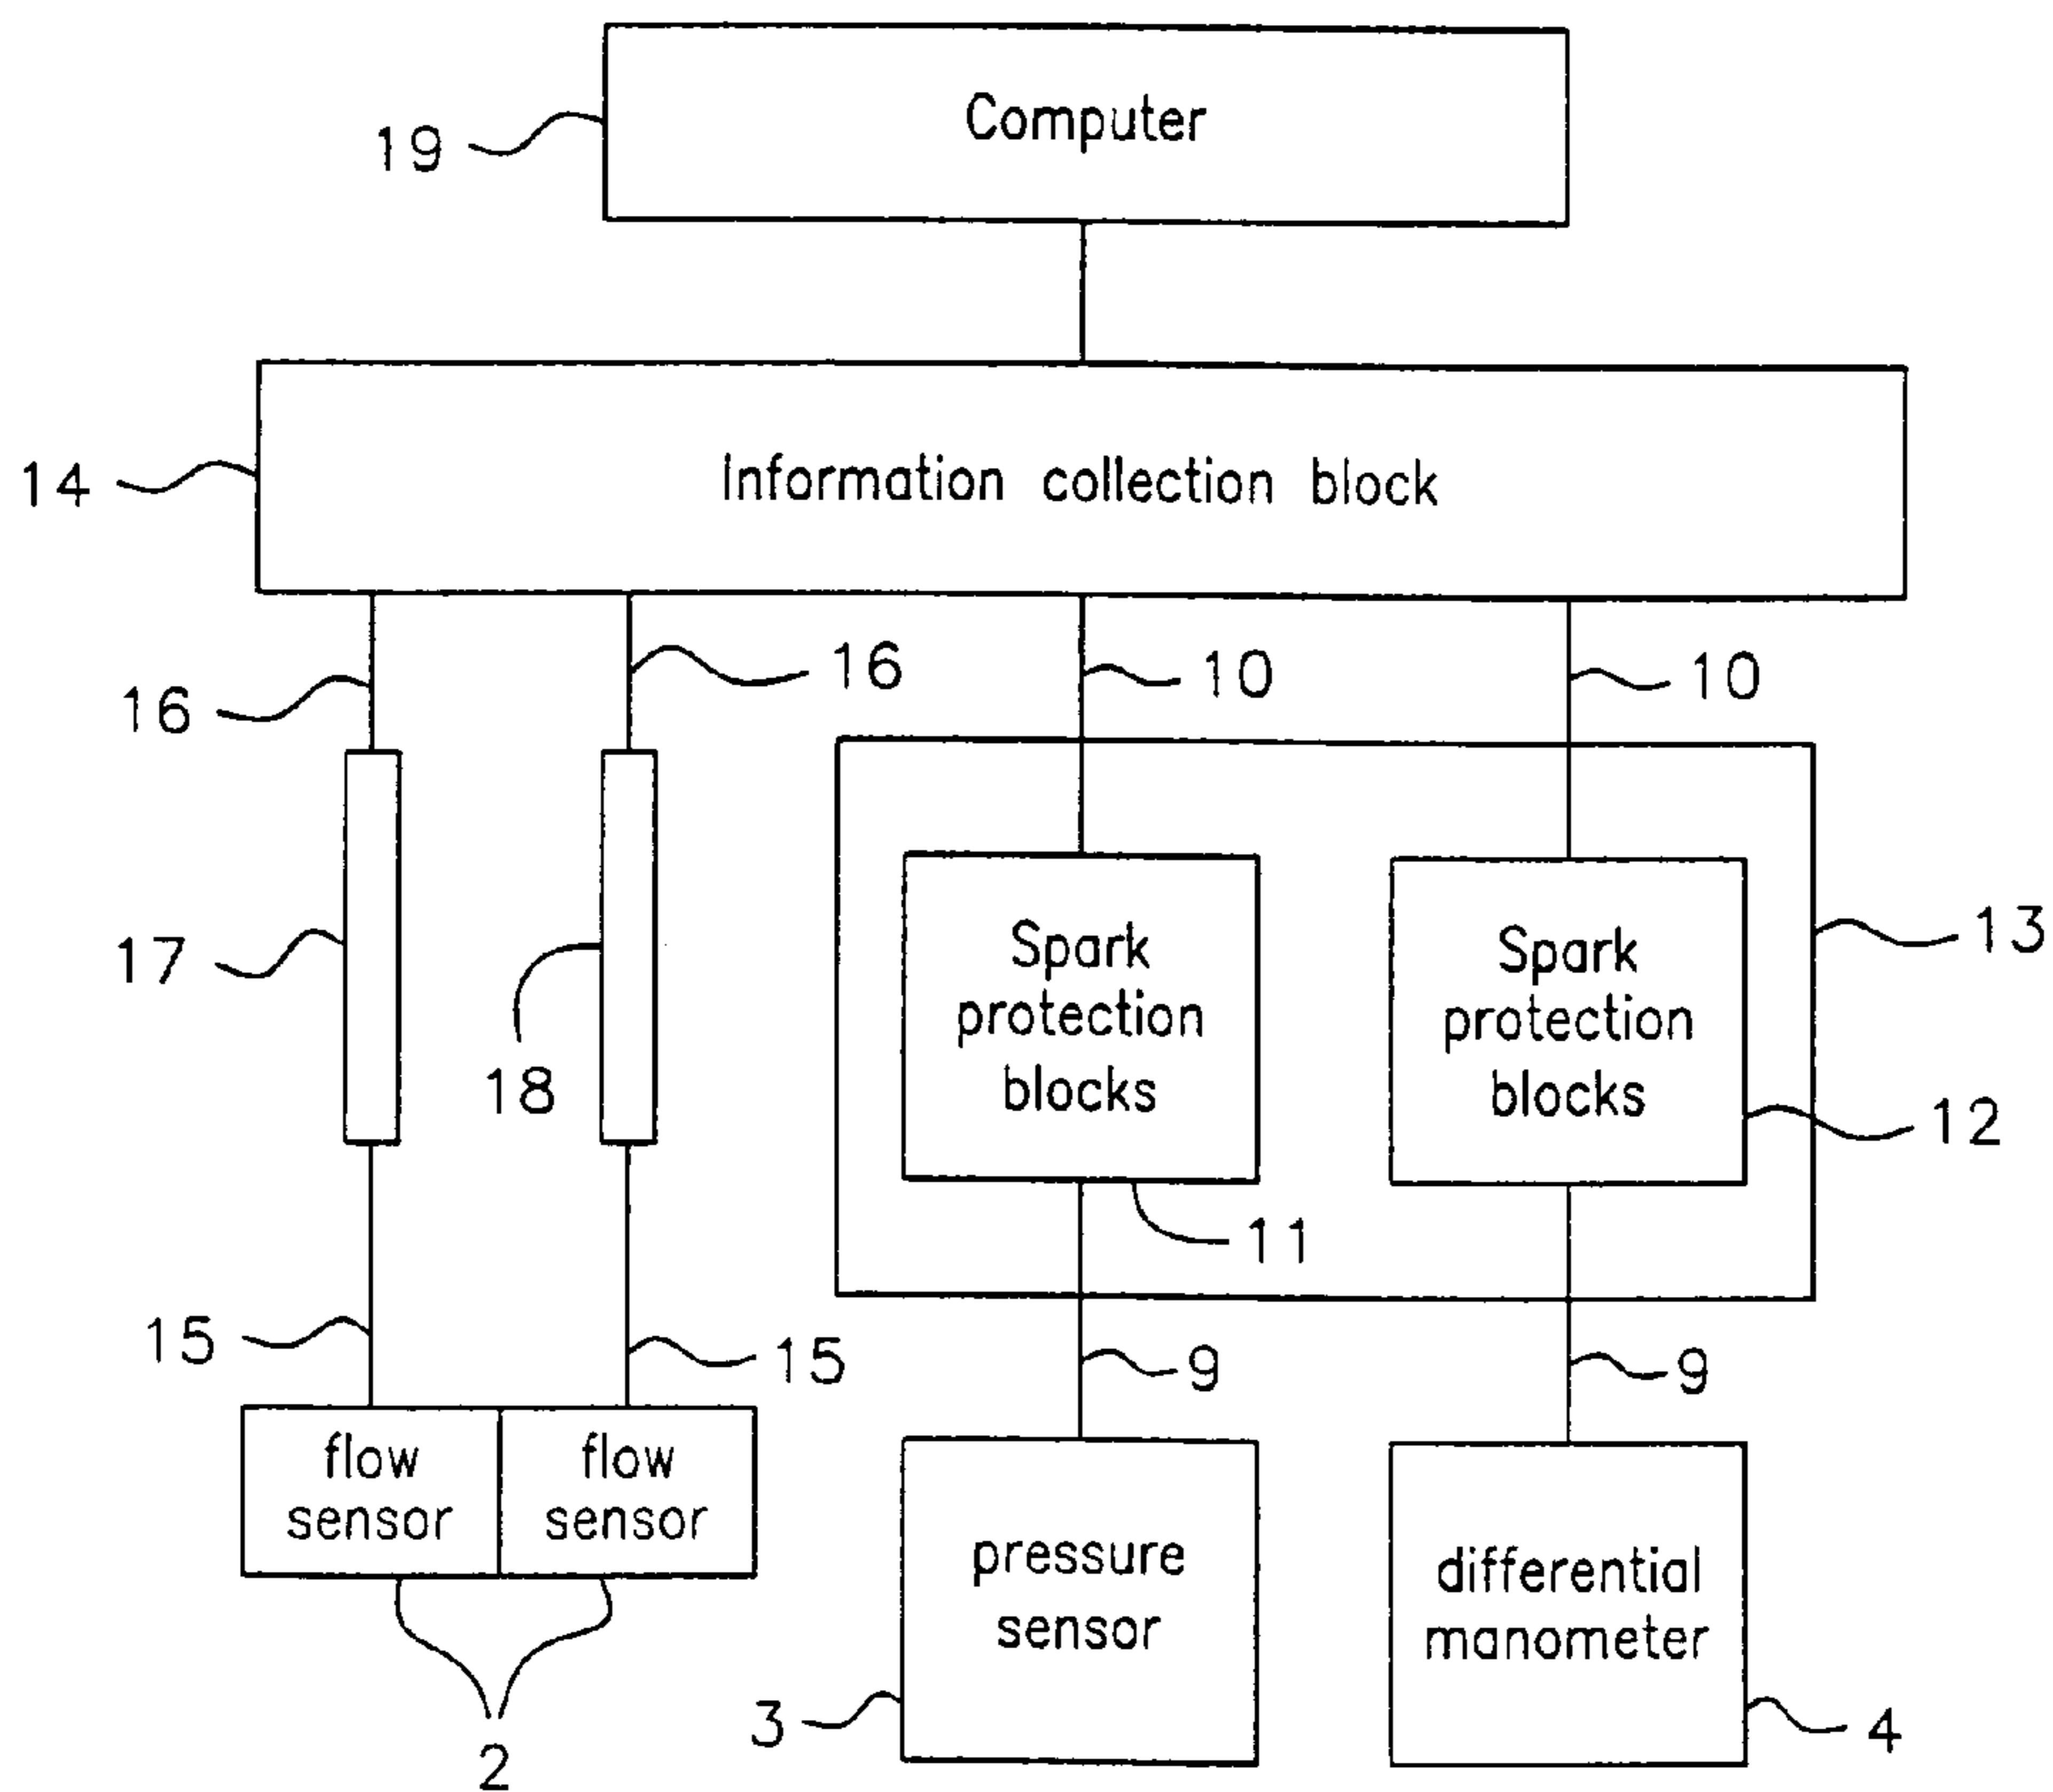 Computer
19
Information collection block
14
16
16
10
10
17
18
Spark
protection
blocks
Spark
protection
blocks
13
12
11
15
15
9
9
flow
sensor
flow
sensor
pressure
sensor
differential
manometer
2
3
4